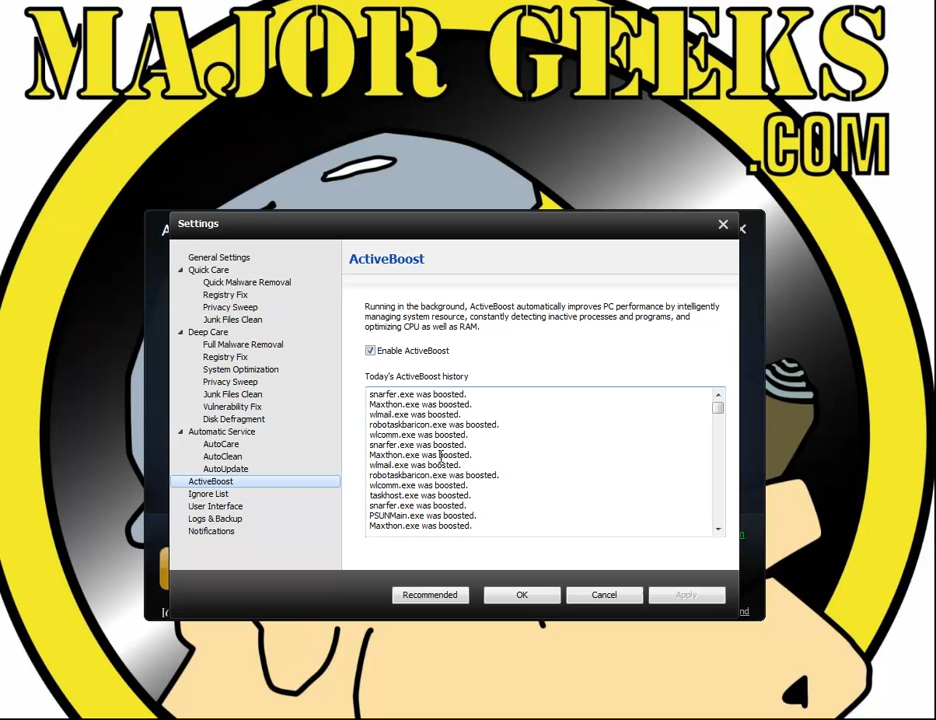 MAJOR GEEKS
.COM
A
Settings
General Settings
Quick Care
Quick Malware Removal
Registry Fix
Privacy Sweep
Junk Files Clean
Deep Care
Full Malware Removal
Registry Fix
System Optimization
Privacy Sweep
Junk Files Clean
Vulnerability Fix
Disk Defragment
Automatic Service
AutoCare
AutoClean
AutoUpdate
ActiveBoost
Ignore List
User Interface
Logs & Backup
Notifications
ActiveBoost
Running in the background, ActiveBoost automatically improves PC performance by intelligently
managing system resource, constantly detecting inactive processes and programs, and
optimizing CPU as well as RAM.
Enable ActiveBoost
Today's ActiveBoost history
snarfer.exe was boosted.
Maxthon.exe was boosted.
wlmail.exe was boosted.
robotaskbaricon.exe was boosted.
wlcomm.exe was boosted.
snarfer.exe was boosted.
Maxthon.exe was boosted.
wlmail.exe was boosted.
robotaskbaricon.exe was boosted.
wlcomm.exe was boosted.
taskhost.exe was boosted.
snarfer.exe was boosted.
PSUNMain.exe was boosted.
Maxthon.exe was boosted.
Recommended
OK
Cancel
Apply
nd